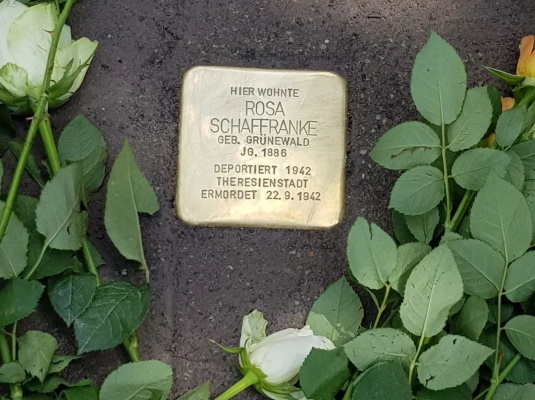 HIER WOHNTE
ROSA
SCHAFFRANKE
GEB. GRÜNEWALD
JG. 1886
DEPORTIERT 1942
THERESIENSTADT
ERMORDET 22.9.1942